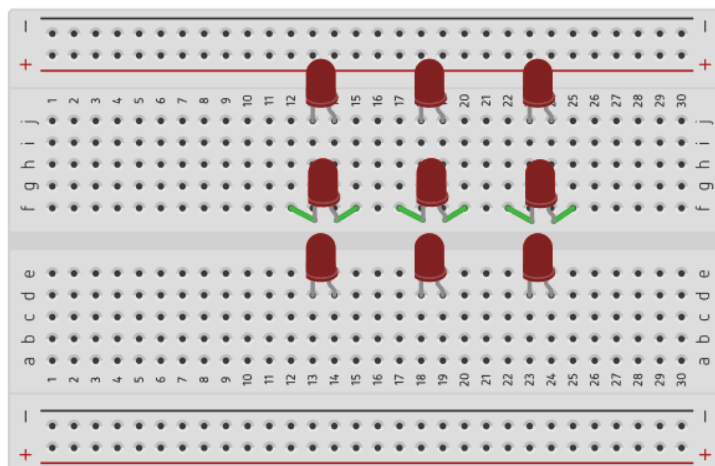 − −
+ +
1 2 3 4 5 6 7 8 9 10 11 12 15 16 17 20 21 22 25 26 27 28 29 30
j j
i i
h h
g g
f f
e e
d d
c c
b b
a a
1 2 3 4 5 6 7 8 9 10 11 12 13 14 15 16 17 18 19 20 21 22 23 24 25 26 27 28 29 30
− −
+ +